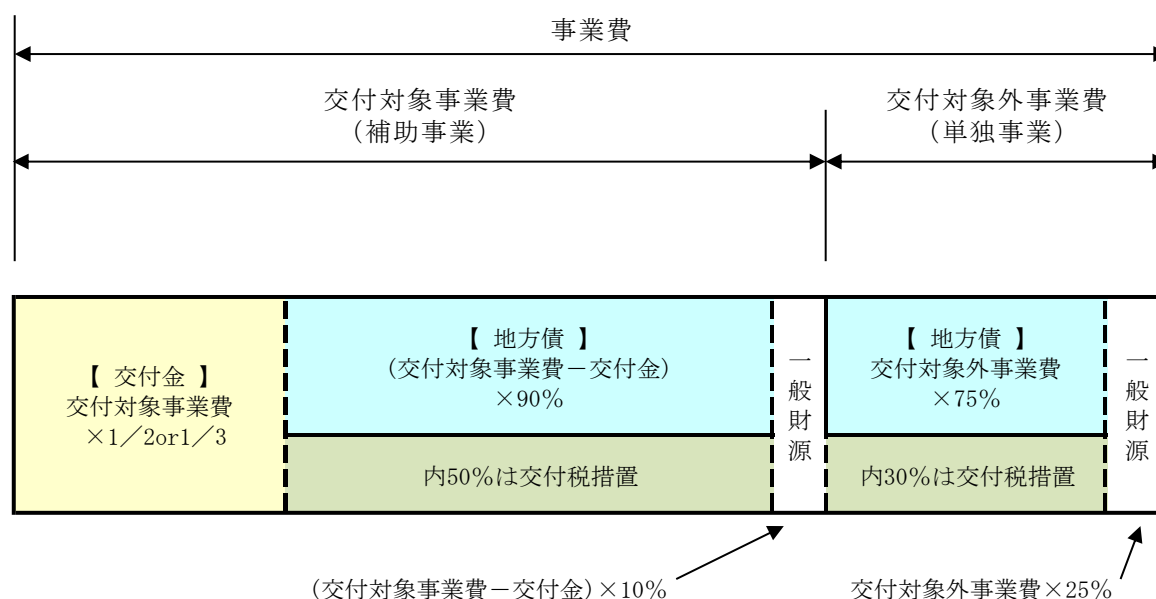 事業費
交付対象事業費
（補助事業）
交付対象外事業費
（単独事業）
【 交付金 】
交付対象事業費
×1／2or1／3
【 地方債 】
(交付対象事業費－交付金)
×90%
内50%は交付税措置
一般財源
【 地方債 】
交付対象外事業費
×75%
内30%は交付税措置
一般財源
(交付対象事業費－交付金)×10%
交付対象外事業費×25%